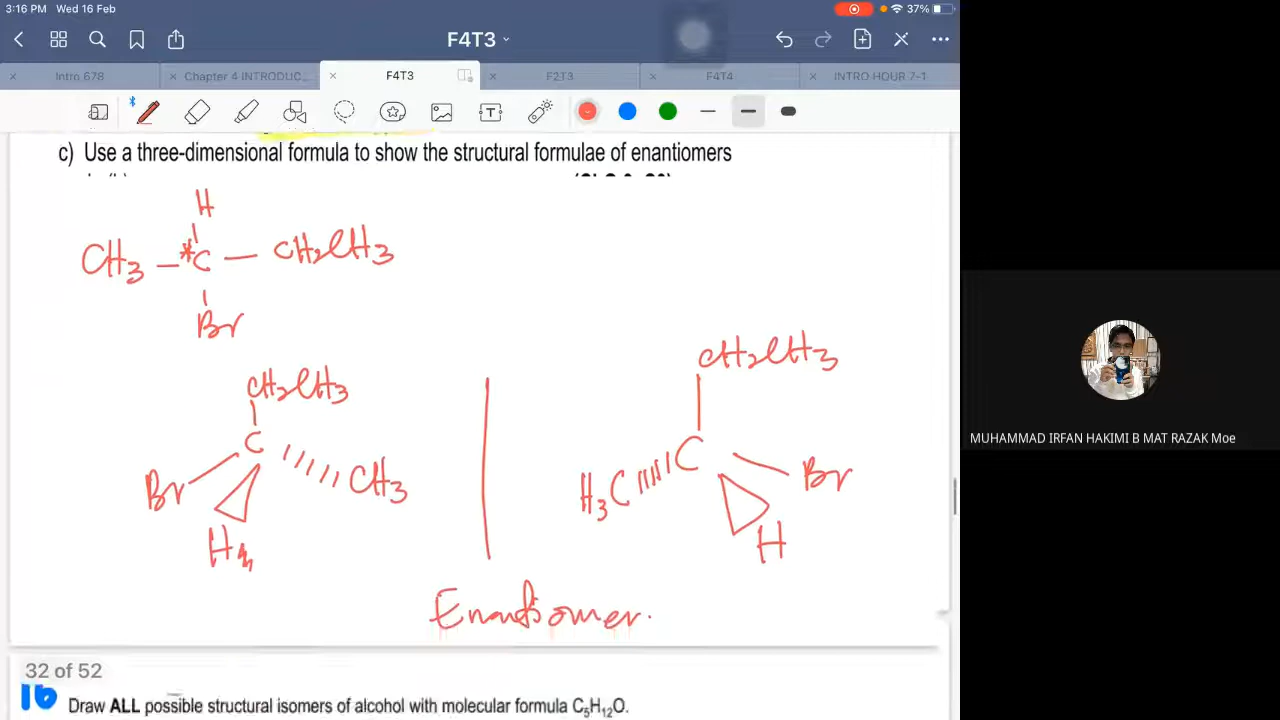 3:16 PM Wed 16 Feb
37%
F4T3
Intro 678
Chapter 4 INTRODUC...
F4T3
F2T3
F4T4
INTRO HOUR 7-1
T
c) Use a three-dimensional formula to show the structural formulae of enantiomers
H
CH3 – *C – CH2CH3
Br
CH2CH3
CH2CH3
C
C
Br
CH3
H3C
Br
H
H
Enantiomer.
MUHAMMAD IRFAN HAKIMI B MAT RAZAK Moe
32 of 52
16 Draw ALL possible structural isomers of alcohol with molecular formula C5H12O.